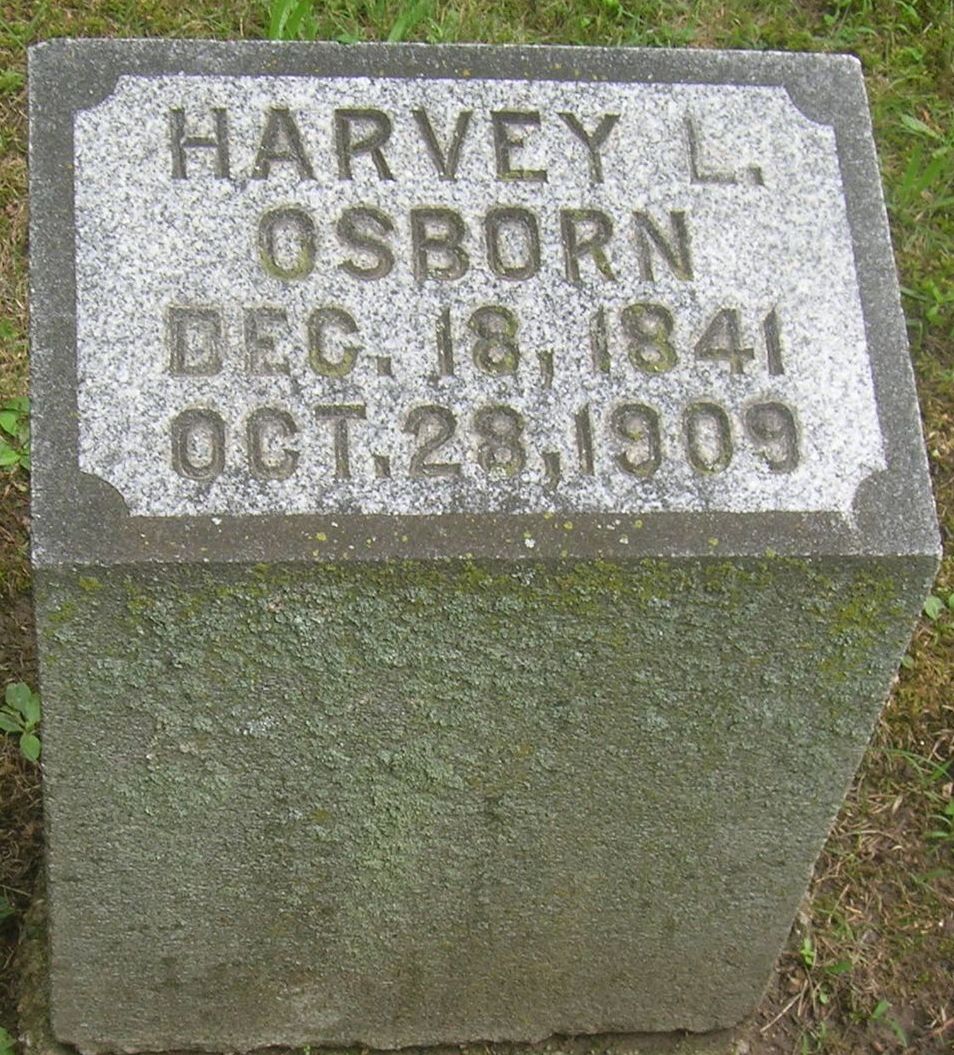 HARVEY L.
OSBORN
DEC. 18, 1841
OCT. 28, 1909